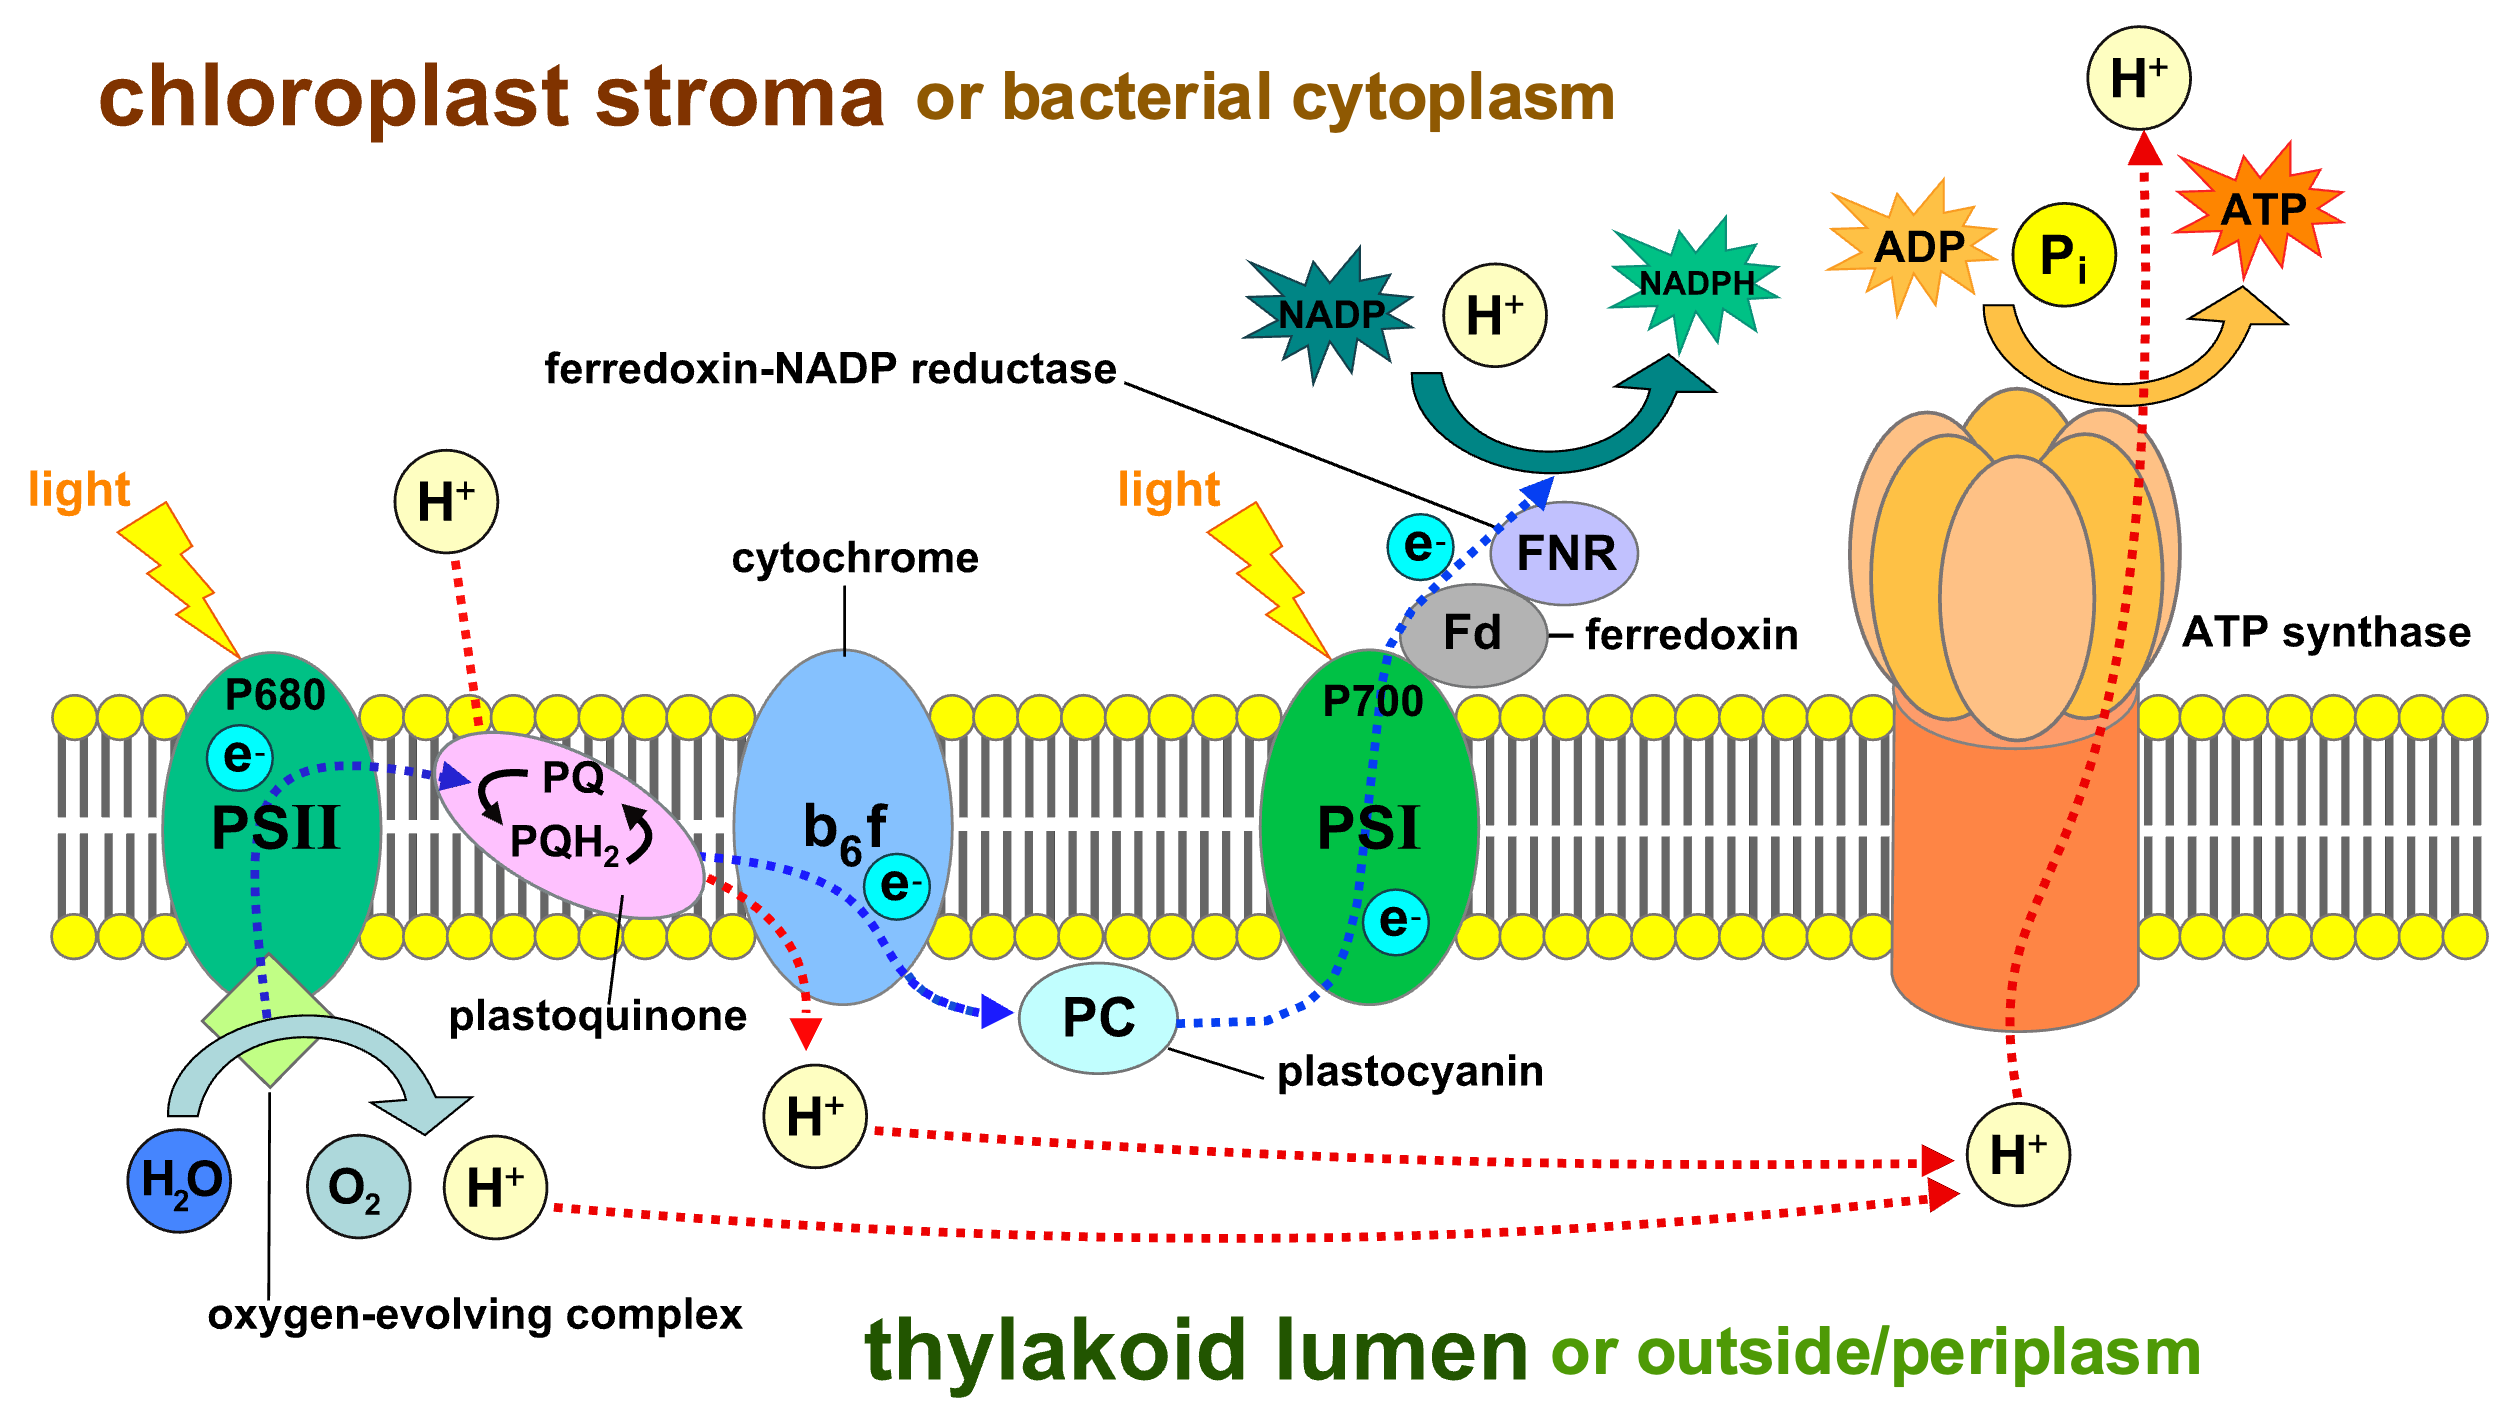 chloroplast stroma or bacterial cytoplasm
H+
ATP
ADP
Pi
NADP
H+
NADPH
ferredoxin-NADP reductase
light
H+
light
cytochrome
e-
FNR
Fd
ferredoxin
ATP synthase
P680
e-
PSII
PQ
PQH2
b6f
e-
P700
PSI
e-
plastoquinone
PC
plastocyanin
H+
H+
H2O
O2
H+
oxygen-evolving complex
thylakoid lumen or outside/periplasm